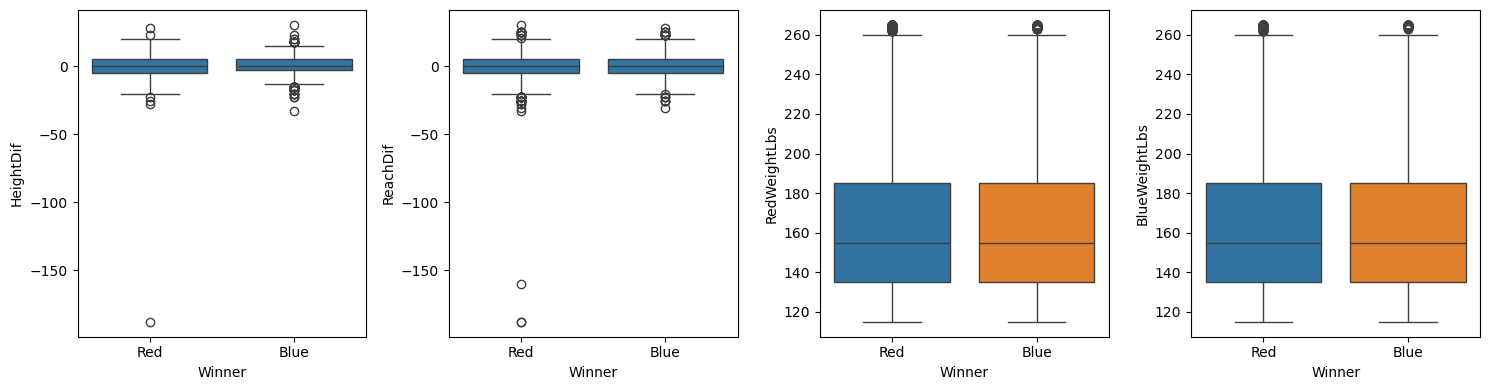 HeightDif
0
−50
−100
−150
Red
Blue
Winner
ReachDif
0
−50
−100
−150
Red
Blue
Winner
RedWeightLbs
260
240
220
200
180
160
140
120
Red
Blue
Winner
BlueWeightLbs
260
240
220
200
180
160
140
120
Red
Blue
Winner